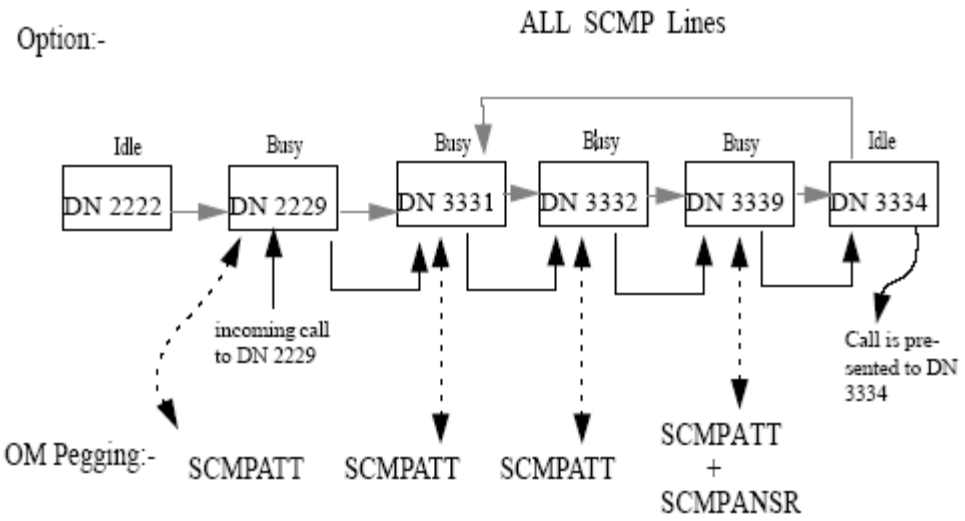 ALL SCMP Lines
Option:-
Idle
Busy
Busy
Busy
Busy
Idle
DN 2222
DN 2229
DN 3331
DN 3332
DN 3339
DN 3334
incoming call
to DN 2229
Call is pre-
sented to DN
3334
OM Pegging:-
SCMPATT
SCMPATT
SCMPATT
SCMPATT
+
SCMPANSR